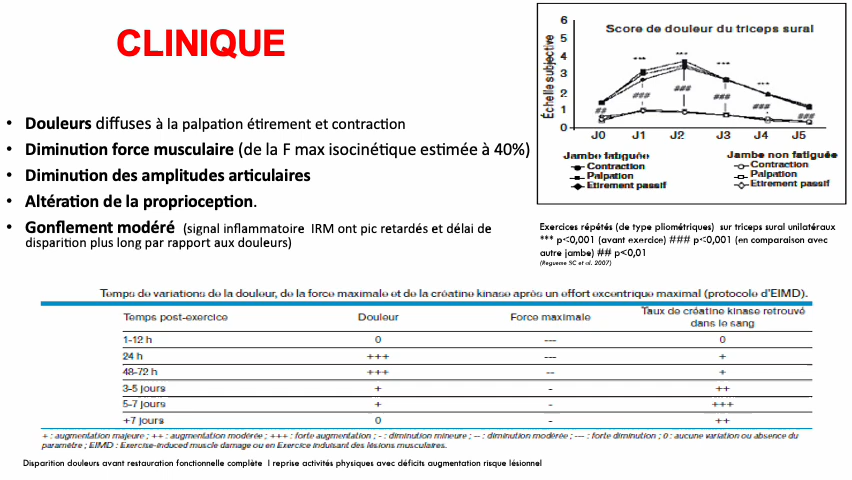 CLINIQUE
• Douleurs diffuses à la palpation étirement et contraction
• Diminution force musculaire (de la F max isocinétique estimée à 40%)
• Diminution des amplitudes articulaires
• Altération de la proprioception.
• Gonflement modéré (signal inflammatoire IRM ont pic retardés et délai de
disparition plus long par rapport aux douleurs)
Score de douleur du triceps sural
Échelle subjective
6
5
4
3
2
1
0
*** *** *** ***
## ### ### ### ### ###
J0 J1 J2 J3 J4 J5
Jambe fatiguée Jambe non fatiguée
Contraction Contraction
Palpation Palpation
Etirement passif Etirement passif
Exercices répétés (de type pliométriques) sur triceps sural unilatéraux
*** p<0,001 (avant exercice) ### p<0,001 (en comparaison avec
autre jambe) ## p<0,01
(Regueme SC et al. 2007)
Temps de variations de la douleur, de la force maximale et de la créatine kinase après un effort excentrique maximal (protocole d'EIMD).
Temps post-exercice Douleur Force maximale Taux de créatine kinase retrouvé
dans le sang
1-12 h 0 --- 0
24 h +++ --- +
48-72 h +++ -- +
3-5 jours + - ++
5-7 jours + - +++
+7 jours 0 - ++
+ : augmentation majeure ; ++ : augmentation modérée ; +++ : forte augmentation ; - : diminution mineure ; -- : diminution modérée ; --- : forte diminution ; 0 : aucune variation ou absence du
paramètre ; EIMD : Exercise-induced muscle damage ou en Exercice induisant des lésions musculaires.
Disparition douleurs avant restauration fonctionnelle complète ! reprise activités physiques avec déficits augmentation risque lésionnel